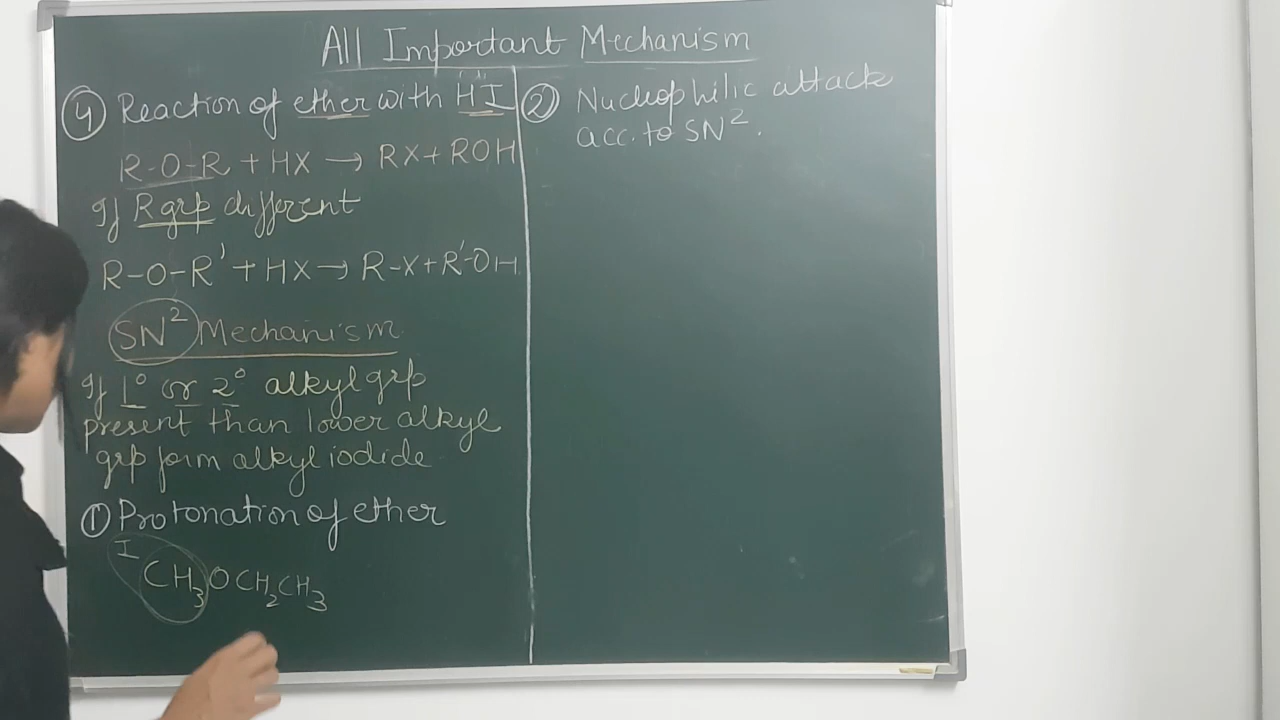 All Important Mechanism
④ Reaction of ether with HI
R-O-R + HX → RX + ROH
If R grp different
R-O-R' + HX → R-X + R'-OH
SN² Mechanism
If 1° or 2° alkyl grp
present than lower alkyl
grp form alkyl iodide
① Protonation of ether
I
CH₃OCH₂CH₃
② Nucleophilic attack
acc. to SN².